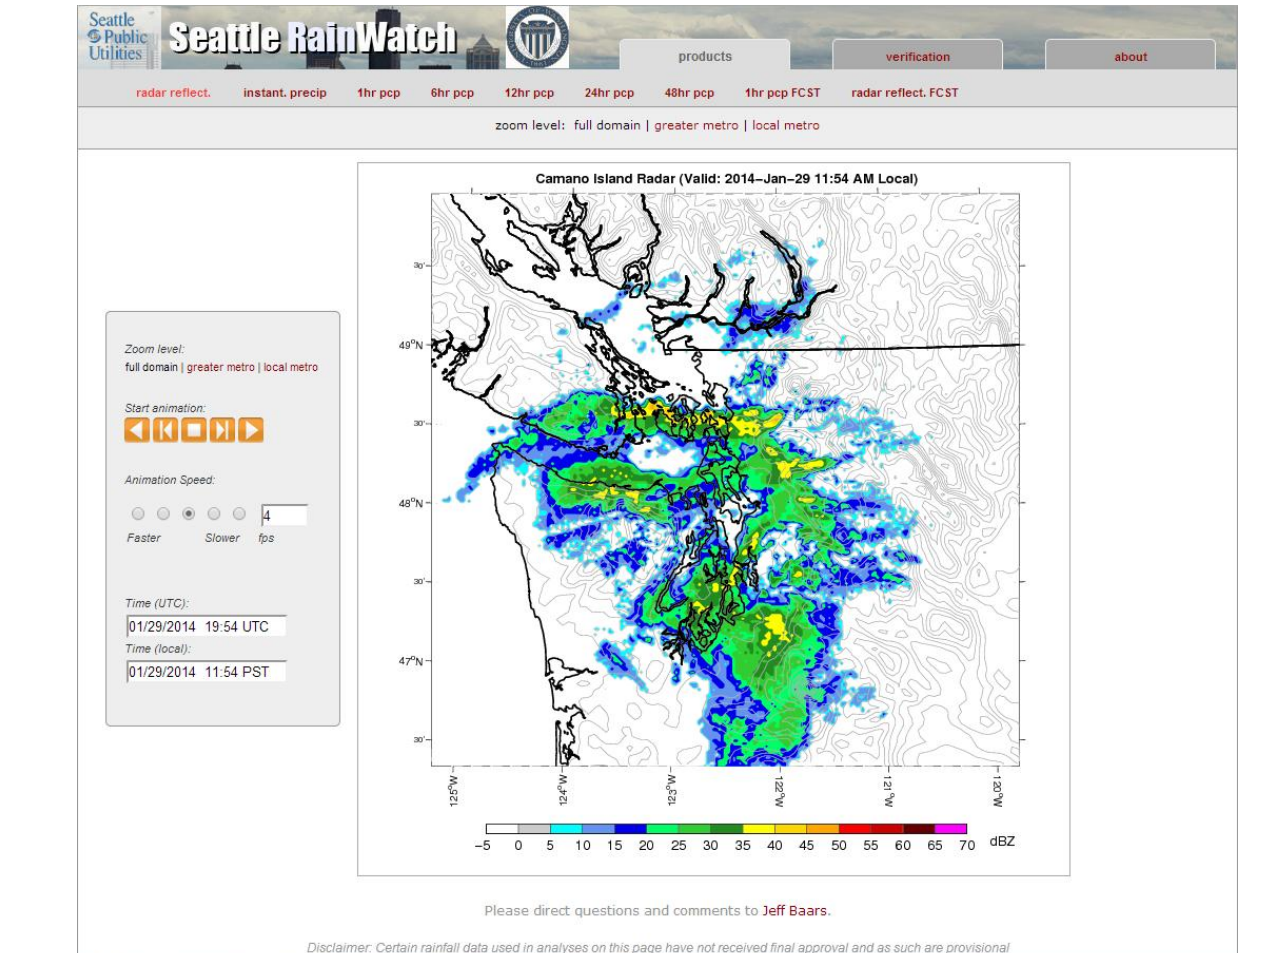 Seattle
Public
Utilities
Seattle RainWatch
products
verification
about
radar reflect.
instant. precip
1hr pcp
6hr pcp
12hr pcp
24hr pcp
48hr pcp
1hr pcp FCST
radar reflect. FCST
zoom level: full domain | greater metro | local metro
Camano Island Radar (Valid: 2014-Jan-29 11:54 AM Local)
30'
49°N
30'
48°N
30'
47°N
30'
125°W
124°W
123°W
122°W
121°W
120°W
-5 0 5 10 15 20 25 30 35 40 45 50 55 60 65 70 dBZ
Zoom level:
full domain | greater metro | local metro
Start animation:
Animation Speed:
4
Faster Slower fps
Time (UTC):
01/29/2014 19:54 UTC
Time (local):
01/29/2014 11:54 PST
Please direct questions and comments to Jeff Baars.
Disclaimer: Certain rainfall data used in analyses on this page have not received final approval and as such are provisional